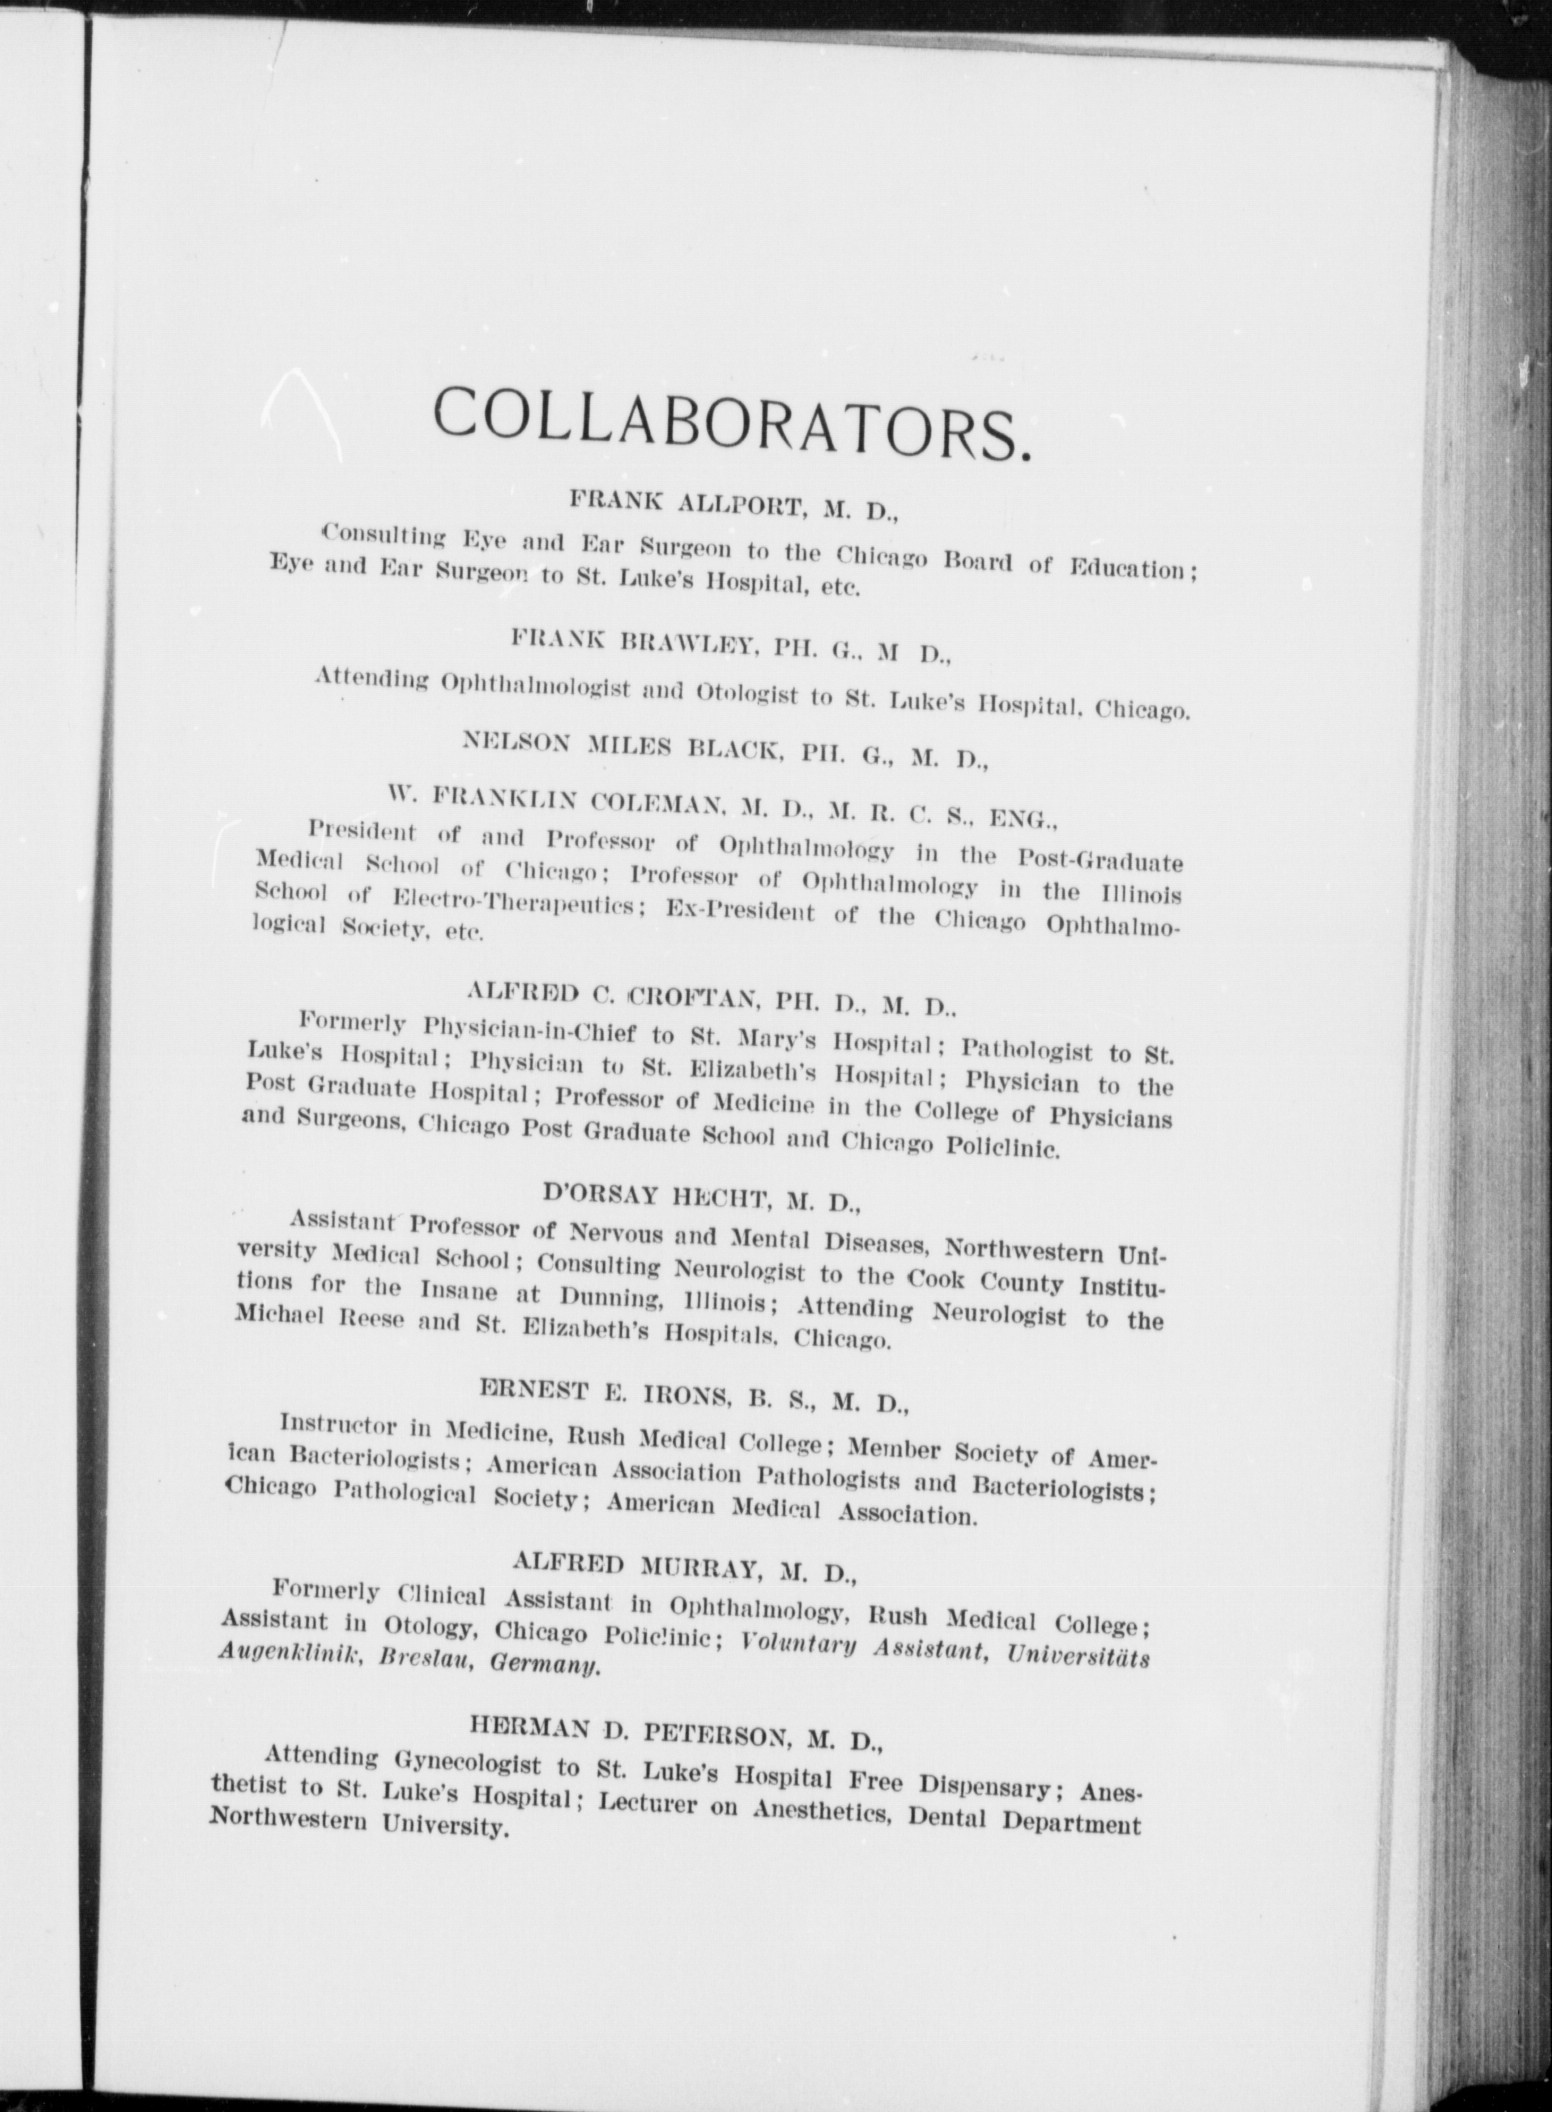 COLLABORATORS.
FRANK ALLPORT, M. D.,
Consulting Eye and Ear Surgeon to the Chicago Board of Education;
Eye and Ear Surgeon to St. Luke's Hospital, etc.
FRANK BRAWLEY, PH. G., M D.,
Attending Ophthalmologist and Otologist to St. Luke's Hospital, Chicago.
NELSON MILES BLACK, PH. G., M. D.,
W. FRANKLIN COLEMAN, M. D., M. R. C. S., ENG.,
President of and Professor of Ophthalmology in the Post-Graduate
Medical School of Chicago; Professor of Ophthalmology in the Illinois
School of Electro-Therapeutics; Ex-President of the Chicago Ophthalmo-
logical Society, etc.
ALFRED C. CROFTAN, PH. D., M. D.,
Formerly Physician-in-Chief to St. Mary's Hospital; Pathologist to St.
Luke's Hospital; Physician to St. Elizabeth's Hospital; Physician to the
Post Graduate Hospital; Professor of Medicine in the College of Physicians
and Surgeons, Chicago Post Graduate School and Chicago Policlinic.
D'ORSAY HECHT, M. D.,
Assistant Professor of Nervous and Mental Diseases, Northwestern Uni-
versity Medical School; Consulting Neurologist to the Cook County Institu-
tions for the Insane at Dunning, Illinois; Attending Neurologist to the
Michael Reese and St. Elizabeth's Hospitals, Chicago.
ERNEST E. IRONS, B. S., M. D.,
Instructor in Medicine, Rush Medical College; Member Society of Amer-
ican Bacteriologists; American Association Pathologists and Bacteriologists;
Chicago Pathological Society; American Medical Association.
ALFRED MURRAY, M. D.,
Formerly Clinical Assistant in Ophthalmology, Rush Medical College;
Assistant in Otology, Chicago Policlinic; Voluntary Assistant, Universitäts
Augenklinik, Breslau, Germany.
HERMAN D. PETERSON, M. D.,
Attending Gynecologist to St. Luke's Hospital Free Dispensary; Anes-
thetist to St. Luke's Hospital; Lecturer on Anesthetics, Dental Department
Northwestern University.